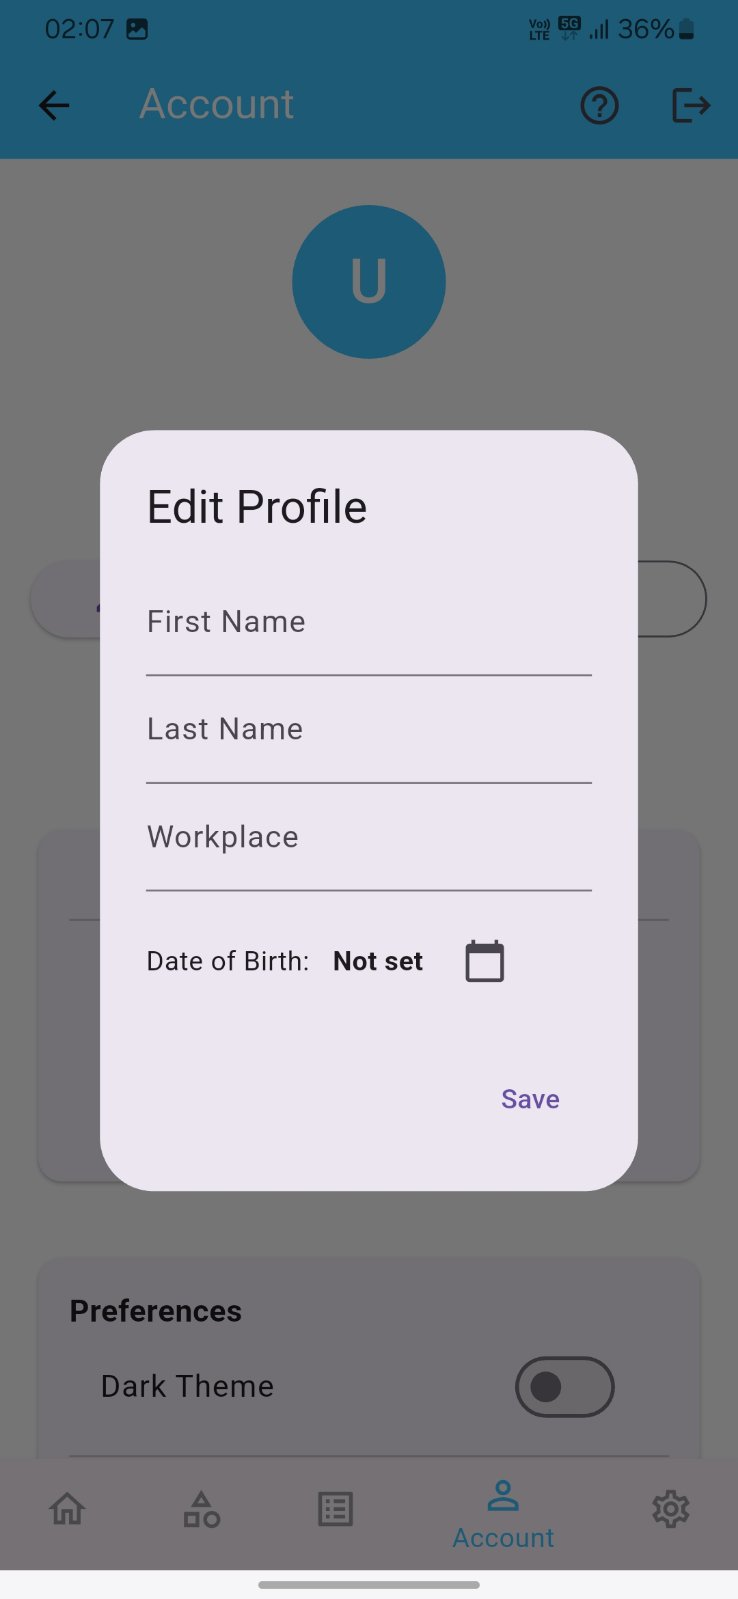 02:07 Vo)) LTE 5G 36%
Account
U
Edit Profile
First Name
Last Name
Workplace
Date of Birth: Not set
Save
Preferences
Dark Theme
Account